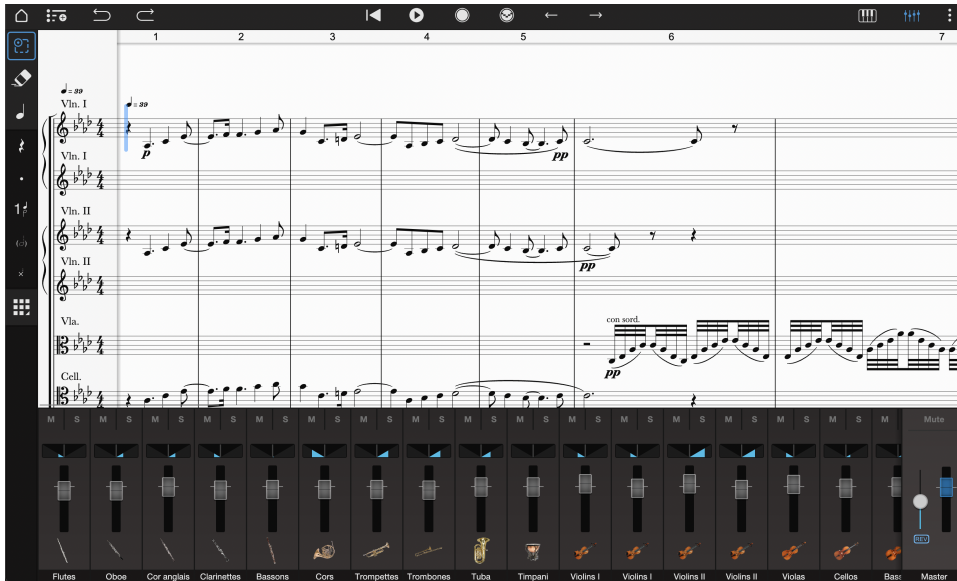 1 2 3 4 5 6 7
= 39
Vln. I
= 39
p
pp
Vln. I
Vln. II
pp
Vln. II
Vla.
con sord.
pp
Cell.
M S M S M S M S M S M S M S M S M S M S M S M S M S M S M S M S M Mute
REV
Flutes Oboe Cor anglais Clarinettes Bassons Cors Trompettes Trombones Tuba Timpani Violins I Violins I Violins II Violins II Violas Cellos Bass Master